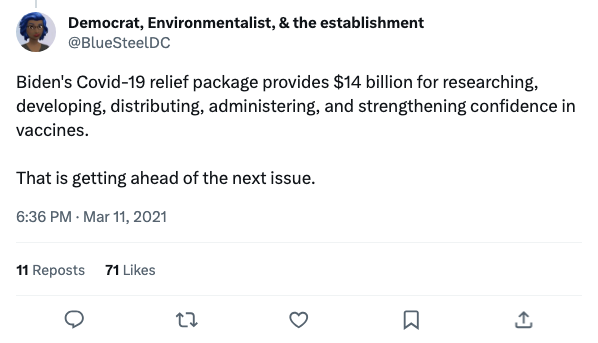 Democrat, Environmentalist, & the establishment
@BlueSteelDC
Biden's Covid-19 relief package provides $14 billion for researching,
developing, distributing, administering, and strengthening confidence in
vaccines.
That is getting ahead of the next issue.
6:36 PM · Mar 11, 2021
11 Reposts 71 Likes